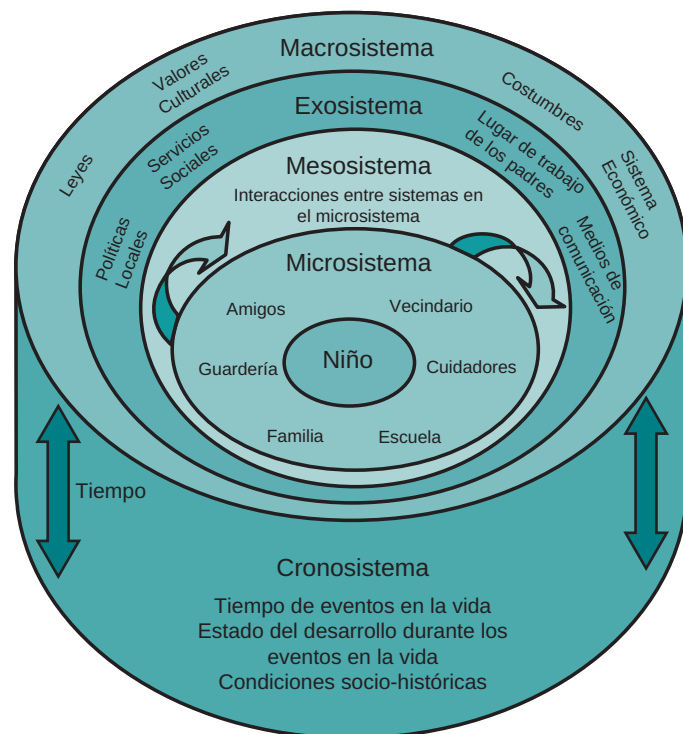 Macrosistema
Valores
Culturales
Costumbres
Leyes
Sistema
Económico
Exosistema
Servicios
Sociales
Lugar de trabajo
de los padres
Políticas
Locales
Medios de
comunicación
Mesosistema
Interacciones entre sistemas en
el microsistema
Microsistema
Amigos
Vecindario
Guardería
Niño
Cuidadores
Familia
Escuela
Tiempo
Cronosistema
Tiempo de eventos en la vida
Estado del desarrollo durante los
eventos en la vida
Condiciones socio-históricas